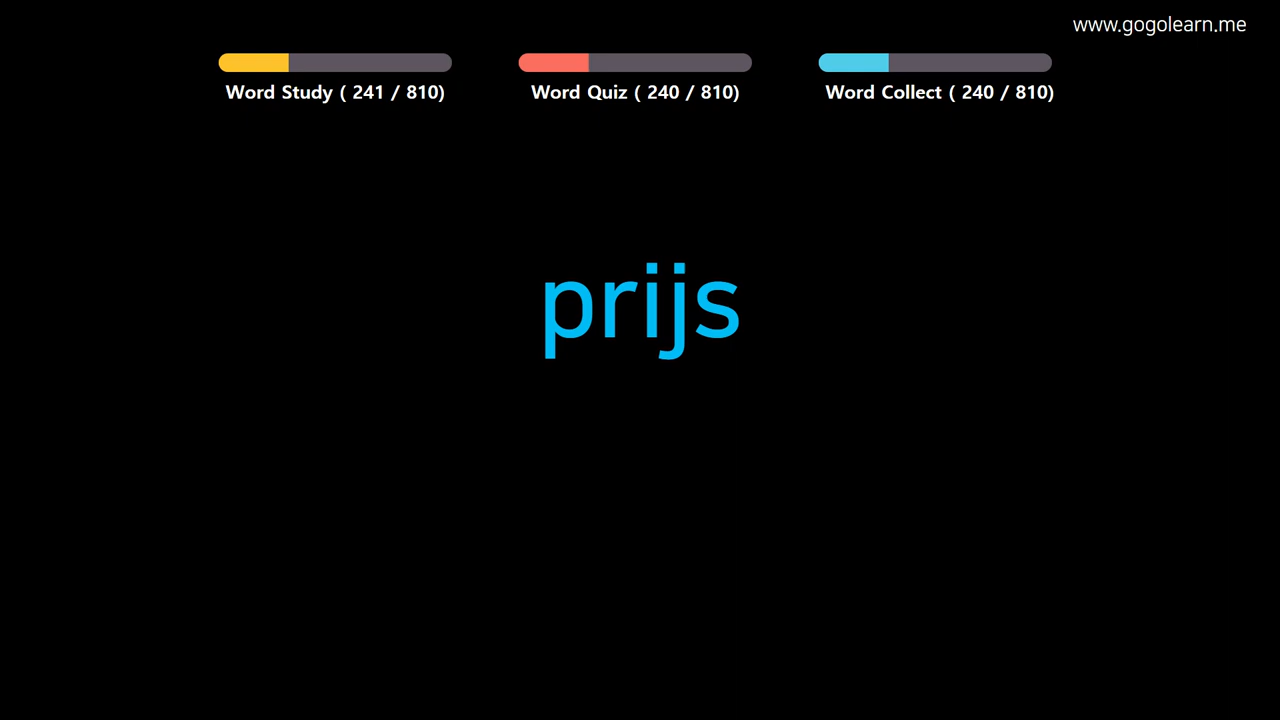 www.gogolearn.me
Word Study ( 241 / 810)
Word Quiz ( 240 / 810)
Word Collect ( 240 / 810)
prijs